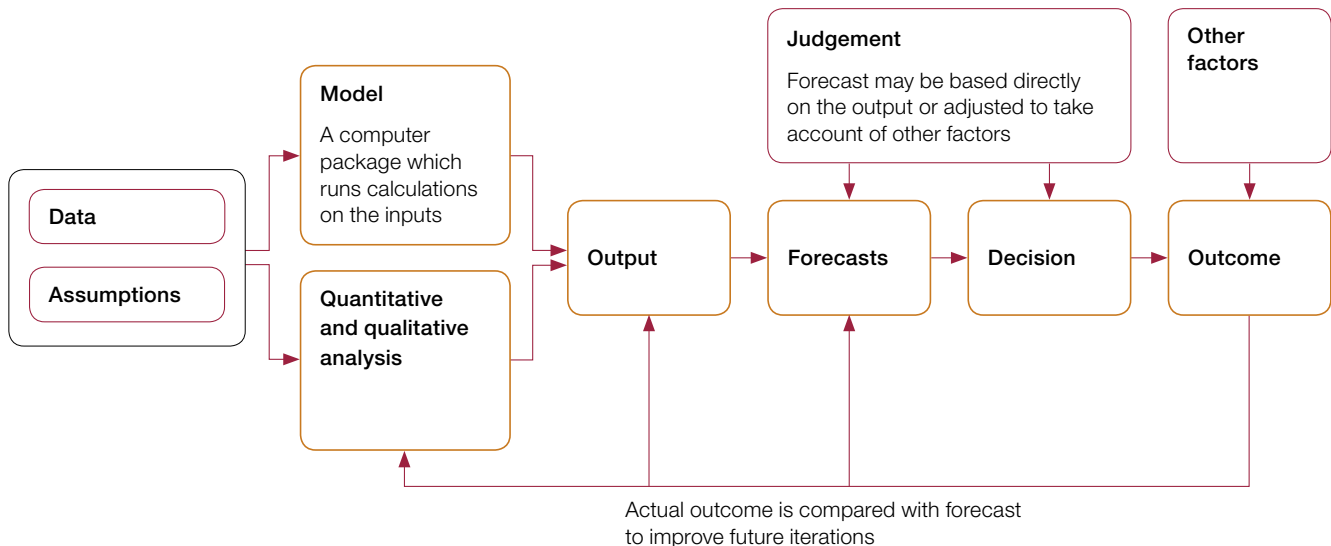 Data
Assumptions
Model
A computer
package which
runs calculations
on the inputs
Quantitative
and qualitative
analysis
Output
Judgement
Forecast may be based directly
on the output or adjusted to take
account of other factors
Forecasts
Decision
Other
factors
Outcome
Actual outcome is compared with forecast
to improve future iterations